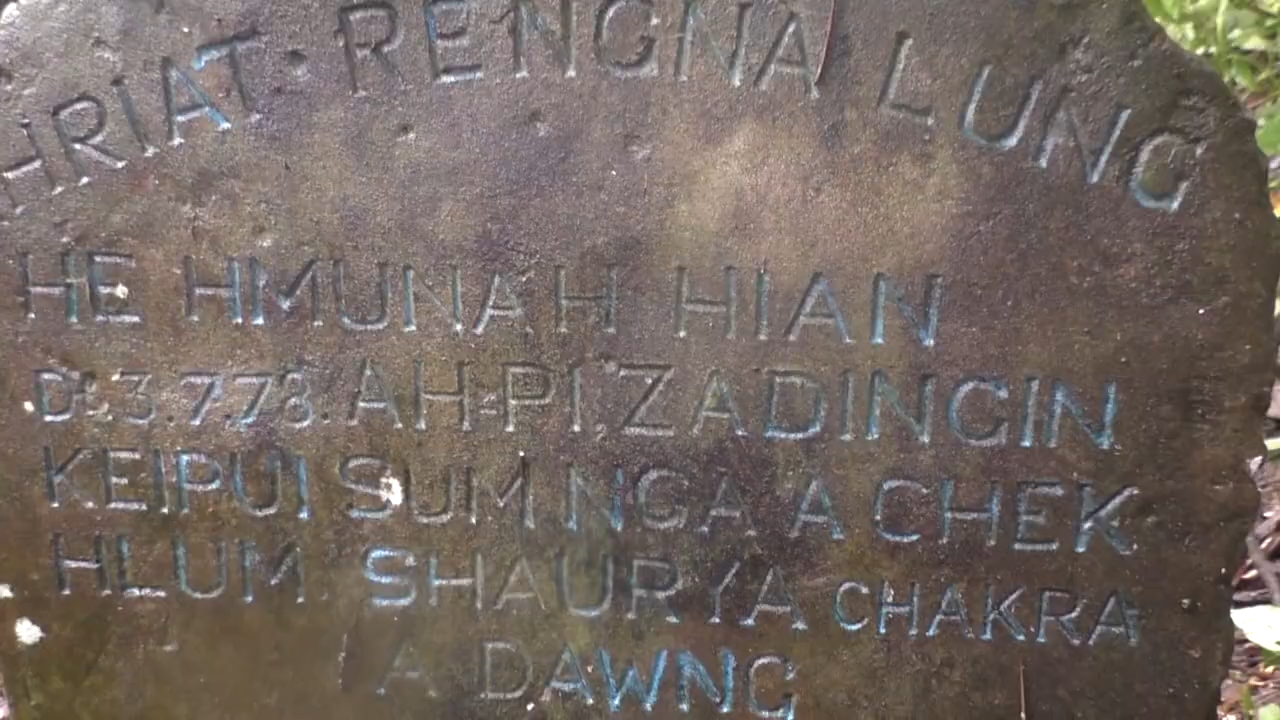 HRIAT·RENGNA LUNG
HE HMUNAH HIAN
Dt.3.7.78. AH-PI.ZADINGIN
KEIPUI SUM NGA A CHEK
HLUM. SHAURYA CHAKRA
A DAWNG